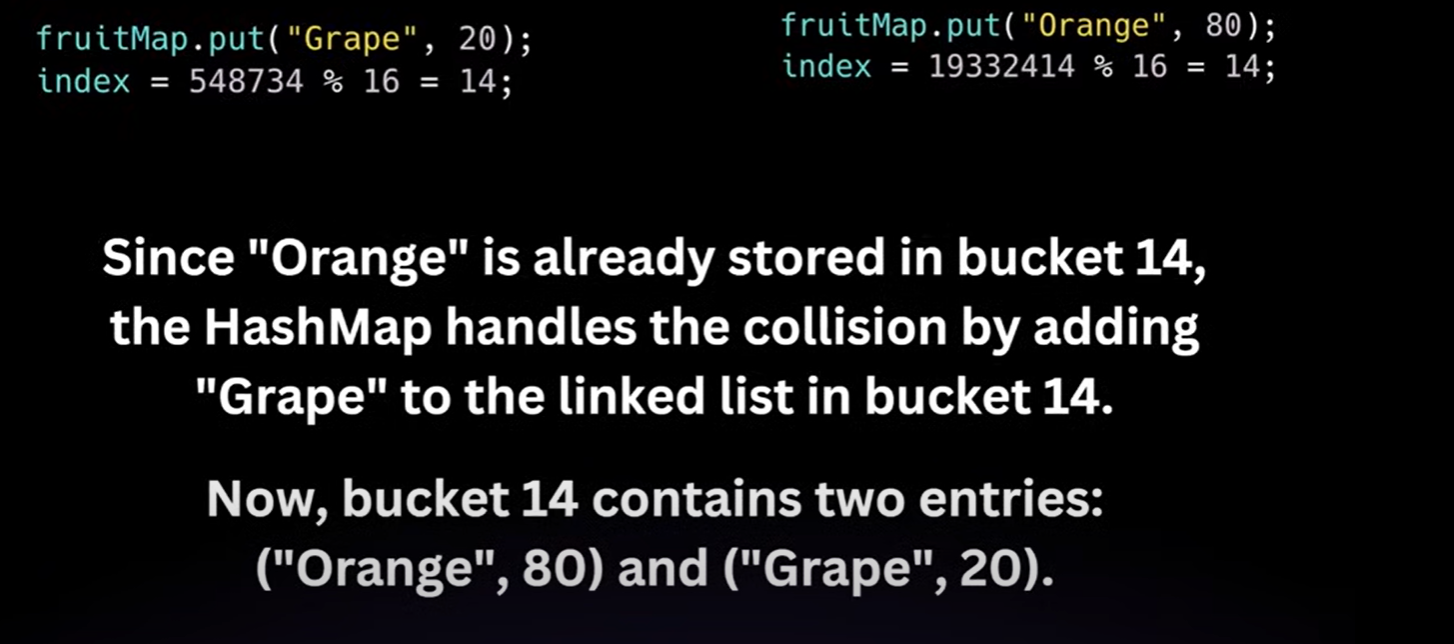 fruitMap.put("Grape", 20);
index = 548734 % 16 = 14;
fruitMap.put("Orange", 80);
index = 19332414 % 16 = 14;
Since "Orange" is already stored in bucket 14,
the HashMap handles the collision by adding
"Grape" to the linked list in bucket 14.
Now, bucket 14 contains two entries:
("Orange", 80) and ("Grape", 20).